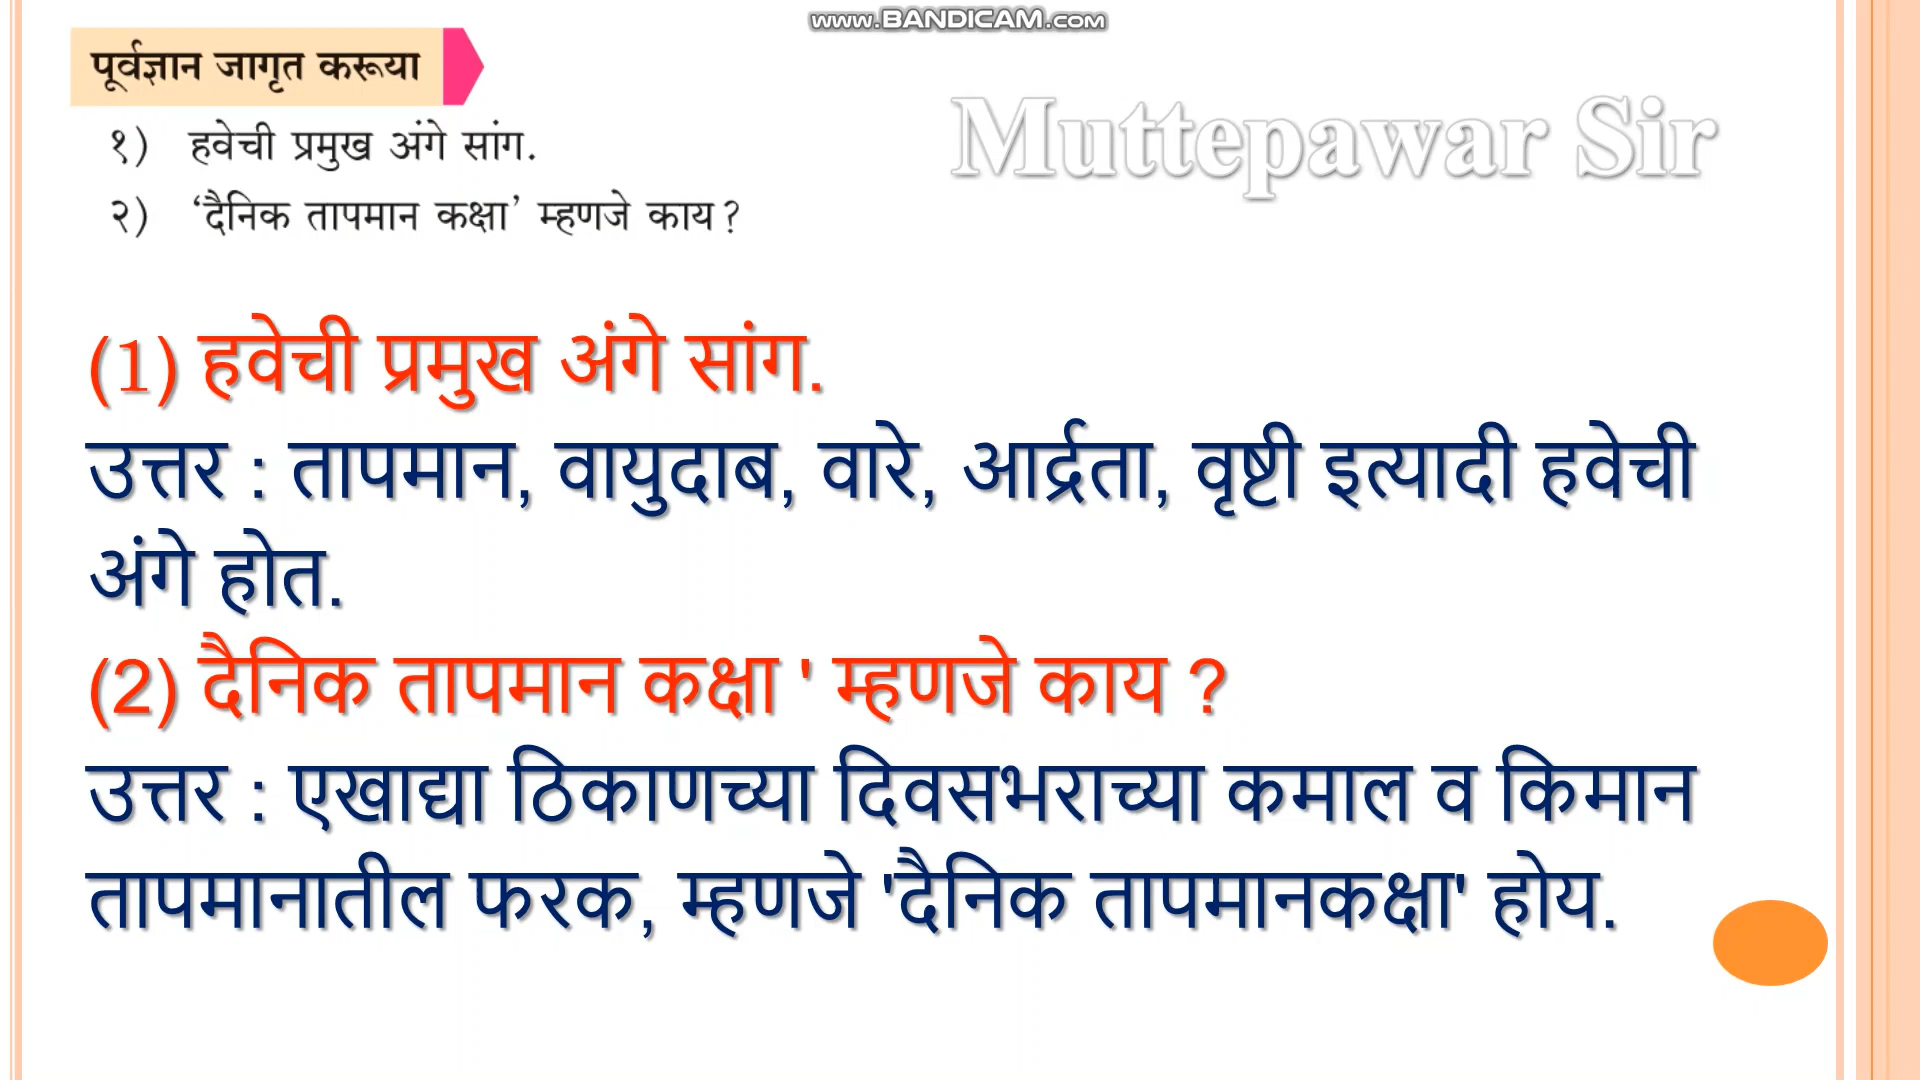 www.BANDICAM.com
पूर्वज्ञान जागृत करूया
Muttepawar Sir
१) हवेची प्रमुख अंगे सांग.
२) ‘दैनिक तापमान कक्षा’ म्हणजे काय?
(1) हवेची प्रमुख अंगे सांग.
उत्तर : तापमान, वायुदाब, वारे, आर्द्रता, वृष्टी इत्यादी हवेची
अंगे होत.
(2) दैनिक तापमान कक्षा ' म्हणजे काय ?
उत्तर : एखाद्या ठिकाणच्या दिवसभराच्या कमाल व किमान
तापमानातील फरक, म्हणजे 'दैनिक तापमानकक्षा' होय.